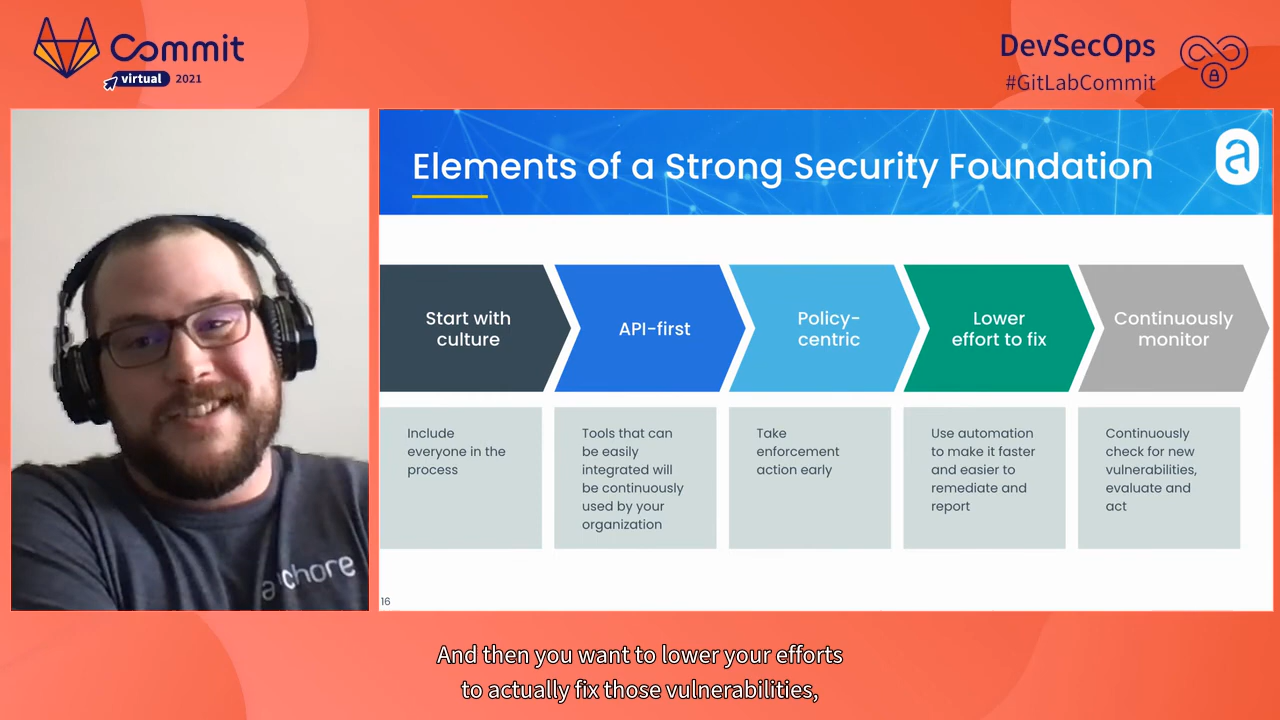 Commit
virtual 2021
DevSecOps
#GitLabCommit
Elements of a Strong Security Foundation
a
Start with
culture
API-first
Policy-
centric
Lower
effort to fix
Continuously
monitor
Include
everyone in the
process
Tools that can
be easily
integrated will
be continuously
used by your
organization
Take
enforcement
action early
Use automation
to make it faster
and easier to
remediate and
report
Continuously
check for new
vulnerabilities,
evaluate and
act
anchore
16
And then you want to lower your efforts
to actually fix those vulnerabilities,